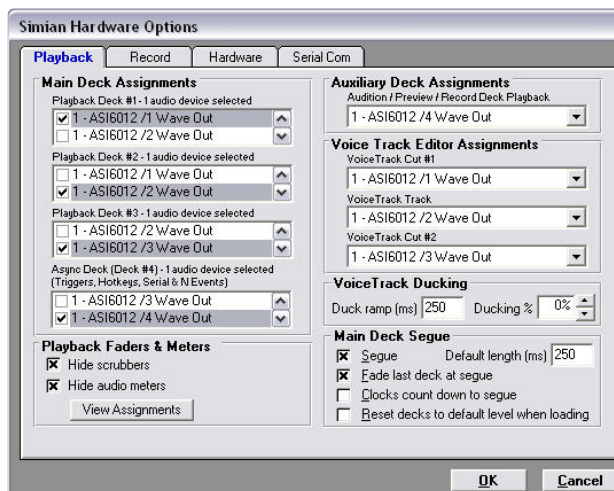 Simian Hardware Options
Playback
Record
Hardware
Serial Com
Main Deck Assignments
Playback Deck #1 - 1 audio device selected
1 - ASI6012 /1 Wave Out
1 - ASI6012 /2 Wave Out
Playback Deck #2 - 1 audio device selected
1 - ASI6012 /1 Wave Out
1 - ASI6012 /2 Wave Out
Playback Deck #3 - 1 audio device selected
1 - ASI6012 /2 Wave Out
1 - ASI6012 /3 Wave Out
Async Deck (Deck #4) - 1 audio device selected
(Triggers, Hotkeys, Serial & N Events)
1 - ASI6012 /3 Wave Out
1 - ASI6012 /4 Wave Out
Playback Faders & Meters
Hide scrubbers
Hide audio meters
View Assignments
Auxiliary Deck Assignments
Audition / Preview / Record Deck Playback
1 - ASI6012 /4 Wave Out
Voice Track Editor Assignments
VoiceTrack Cut #1
1 - ASI6012 /1 Wave Out
VoiceTrack Track
1 - ASI6012 /2 Wave Out
VoiceTrack Cut #2
1 - ASI6012 /3 Wave Out
VoiceTrack Ducking
Duck ramp (ms) 250 Ducking % 0%
Main Deck Segue
Segue Default length (ms) 250
Fade last deck at segue
Clocks count down to segue
Reset decks to default level when loading
OK
Cancel